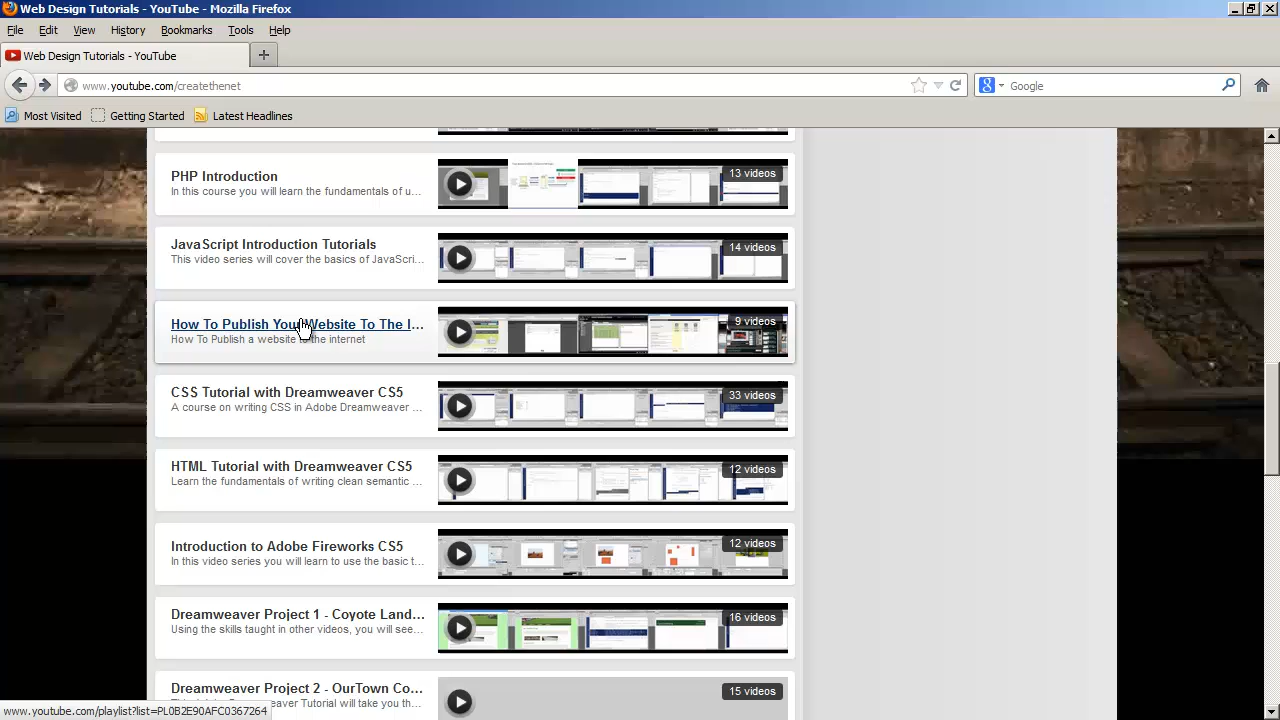 Web Design Tutorials - YouTube - Mozilla Firefox
File Edit View History Bookmarks Tools Help
Web Design Tutorials - YouTube
www.youtube.com/createthenet
Google
Most Visited Getting Started Latest Headlines
PHP Introduction
In this course you will learn the fundamentals of u...
13 videos
JavaScript Introduction Tutorials
This video series will cover the basics of JavaScri...
14 videos
How To Publish Your Website To The I...
How To Publish a website to the internet
9 videos
CSS Tutorial with Dreamweaver CS5
A course on writing CSS in Adobe Dreamweaver ...
33 videos
HTML Tutorial with Dreamweaver CS5
Learn the fundamentals of writing clean semantic ...
12 videos
Introduction to Adobe Fireworks CS5
In this video series you will learn to use the basic t...
12 videos
Dreamweaver Project 1 - Coyote Land...
Using the skills taught in other videos, you will see...
16 videos
Dreamweaver Project 2 - OurTown Co...
will take you th...
15 videos
www.youtube.com/playlist?list=PL0B2E90AFC0367264